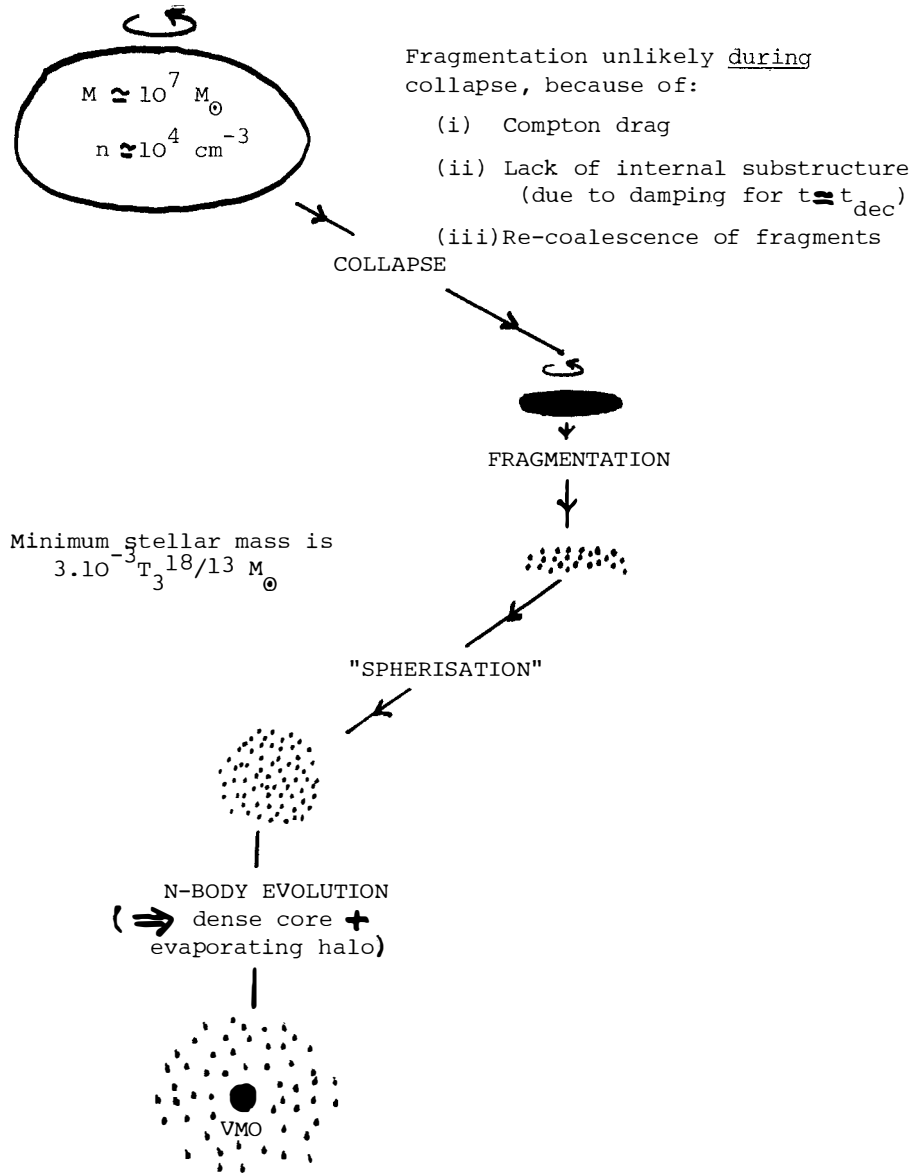 M ≃ 10^7 M_⊙
n ≃ 10^4 cm^-3
Fragmentation unlikely during
collapse, because of:
(i) Compton drag
(ii) Lack of internal substructure
(due to damping for t≃t_dec)
(iii)Re-coalescence of fragments
COLLAPSE
FRAGMENTATION
Minimum stellar mass is
3.10^-3 T_3^18/13 M_⊙
"SPHERISATION"
N-BODY EVOLUTION
(⇒ dense core +
evaporating halo)
VMO